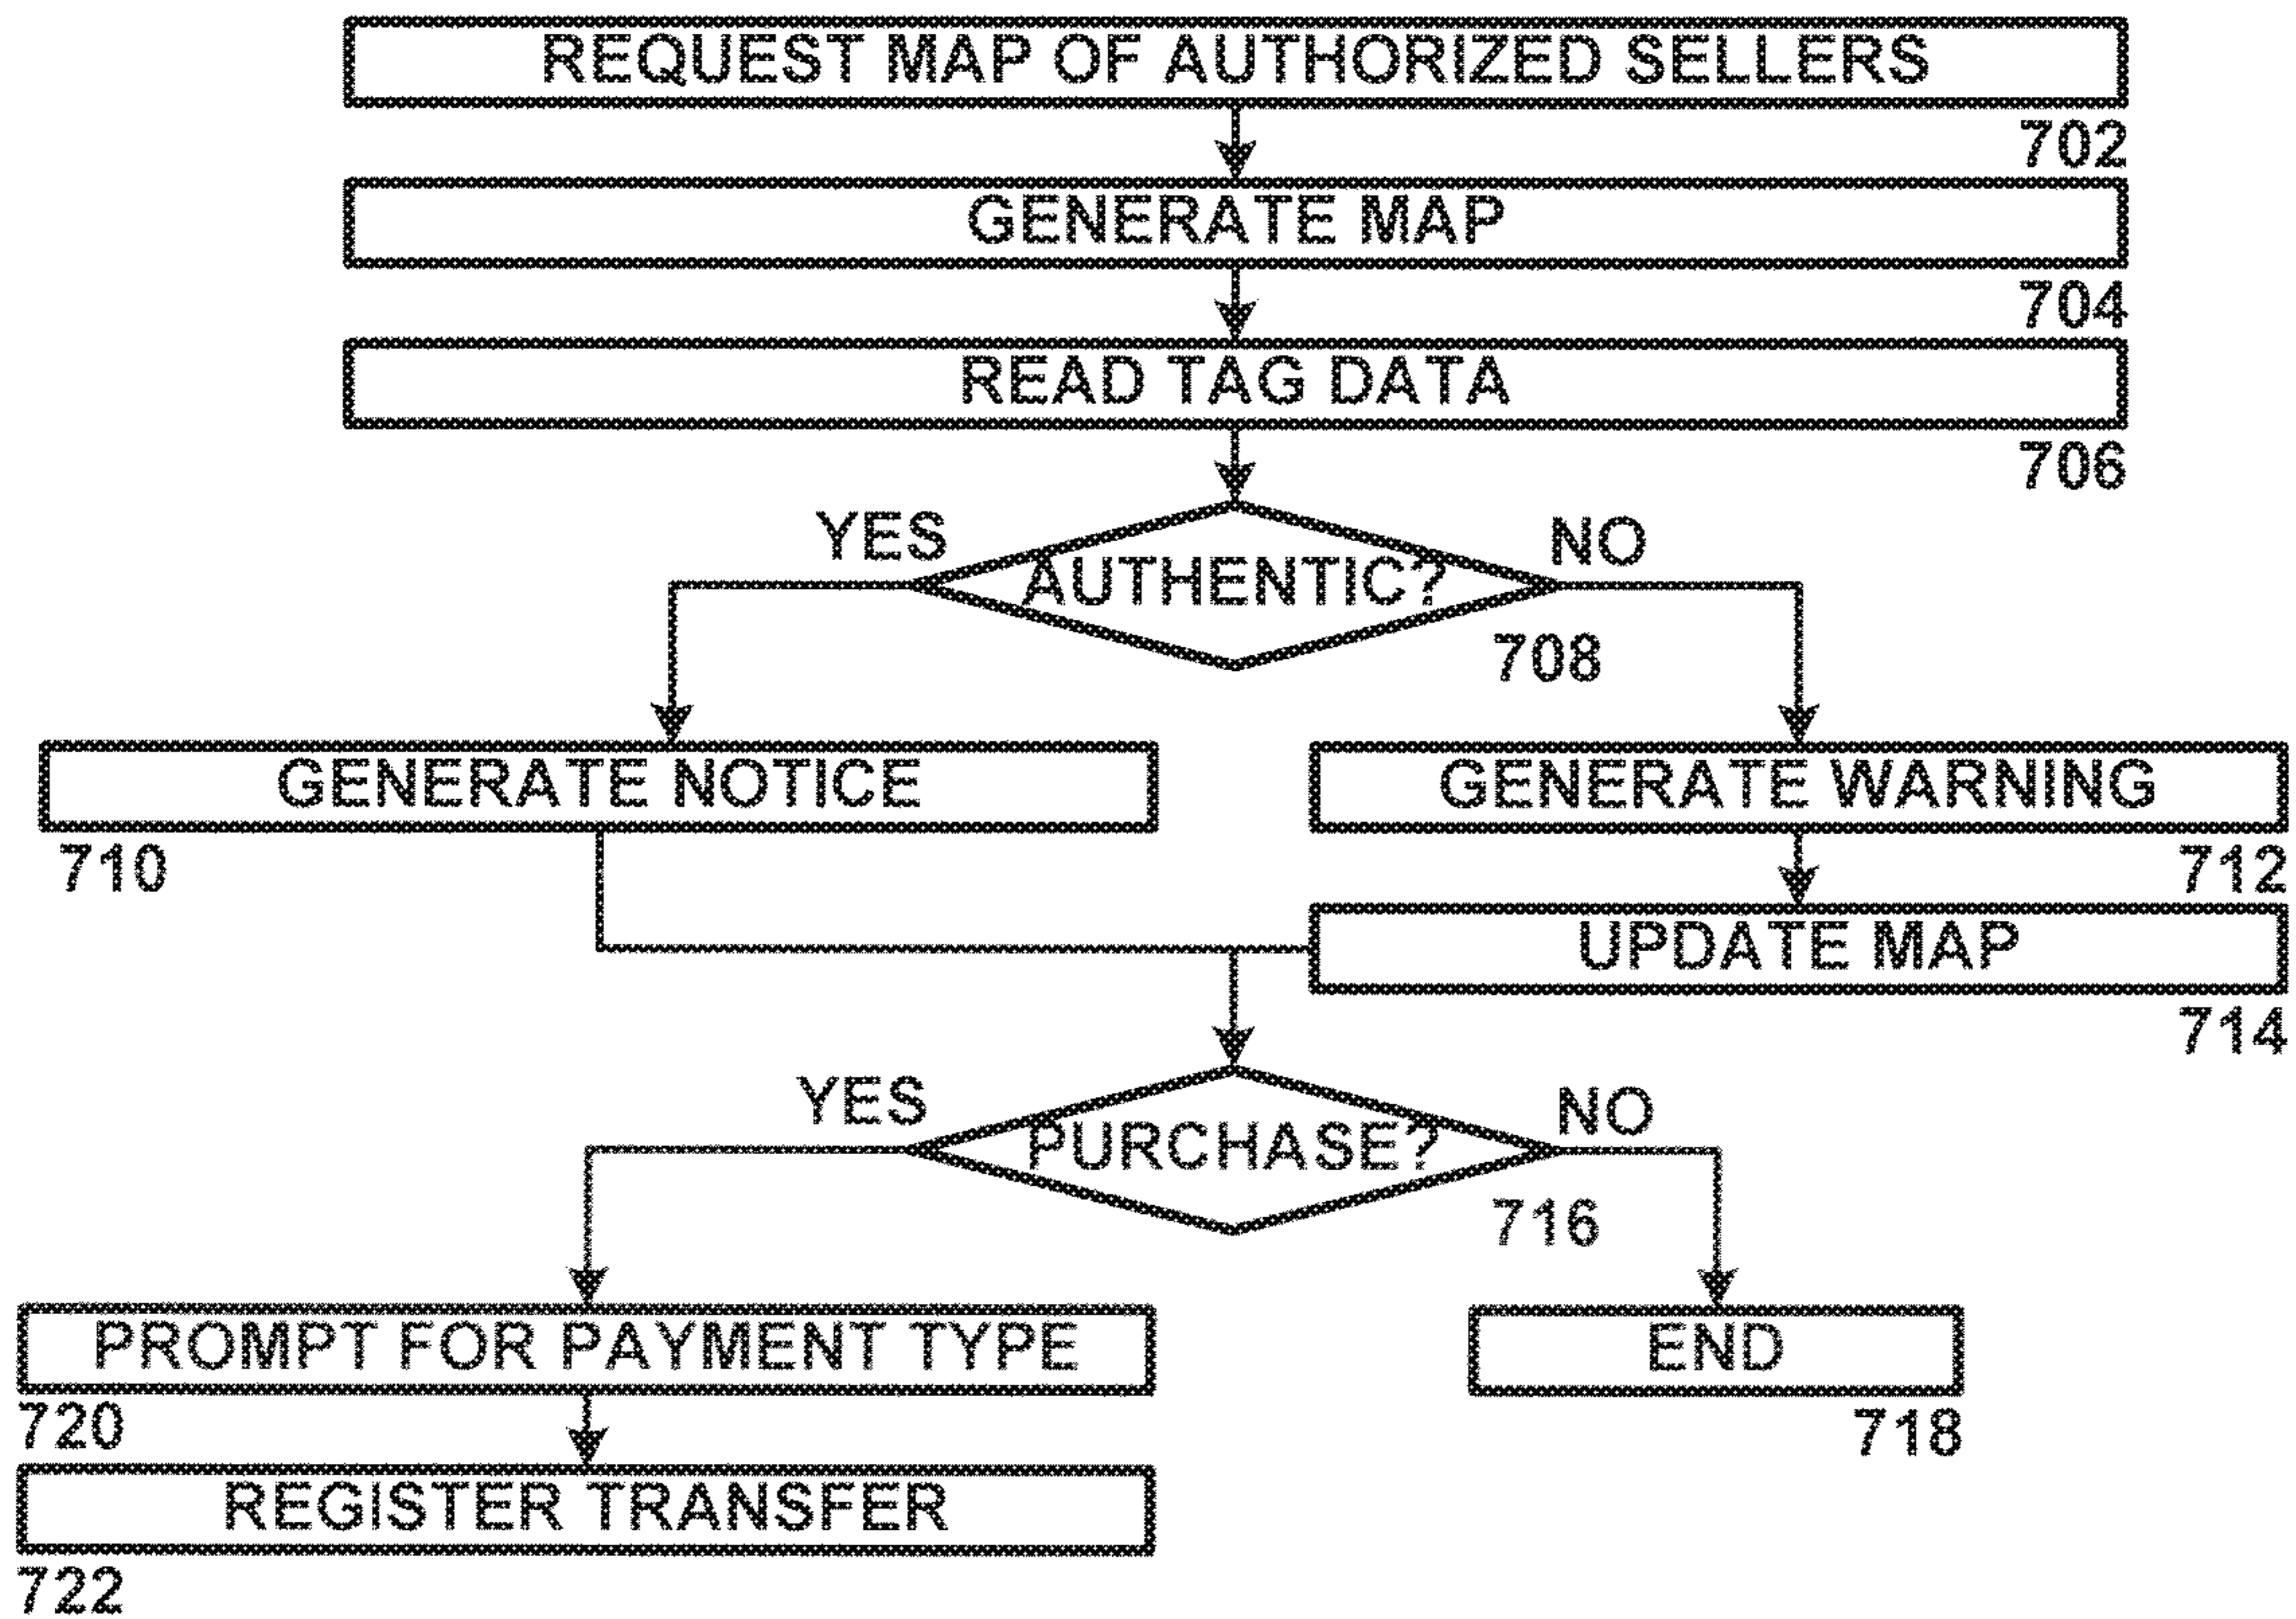 REQUEST MAP OF AUTHORIZED SELLERS
702
GENERATE MAP
704
READ TAG DATA
706
YES
NO
AUTHENTIC?
708
GENERATE NOTICE
GENERATE WARNING
710
712
UPDATE MAP
714
YES
NO
PURCHASE?
716
PROMPT FOR PAYMENT TYPE
END
720
718
REGISTER TRANSFER
722